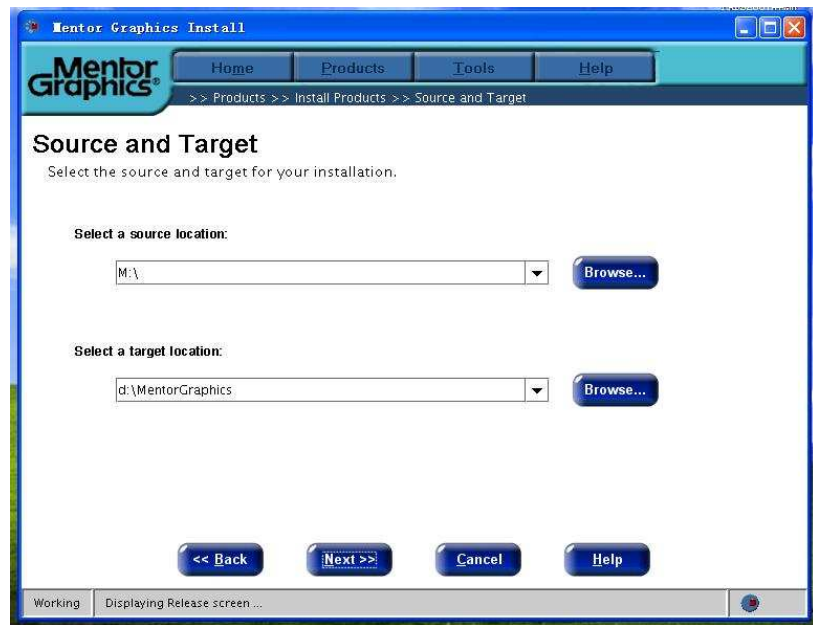 Mentor Graphics Install
Mentor Graphics®
Home Products Tools Help
>> Products >> Install Products >> Source and Target
Source and Target
Select the source and target for your installation.
Select a source location:
M:\
Browse...
Select a target location:
d:\MentorGraphics
Browse...
<< Back Next >> Cancel Help
Working Displaying Release screen ...